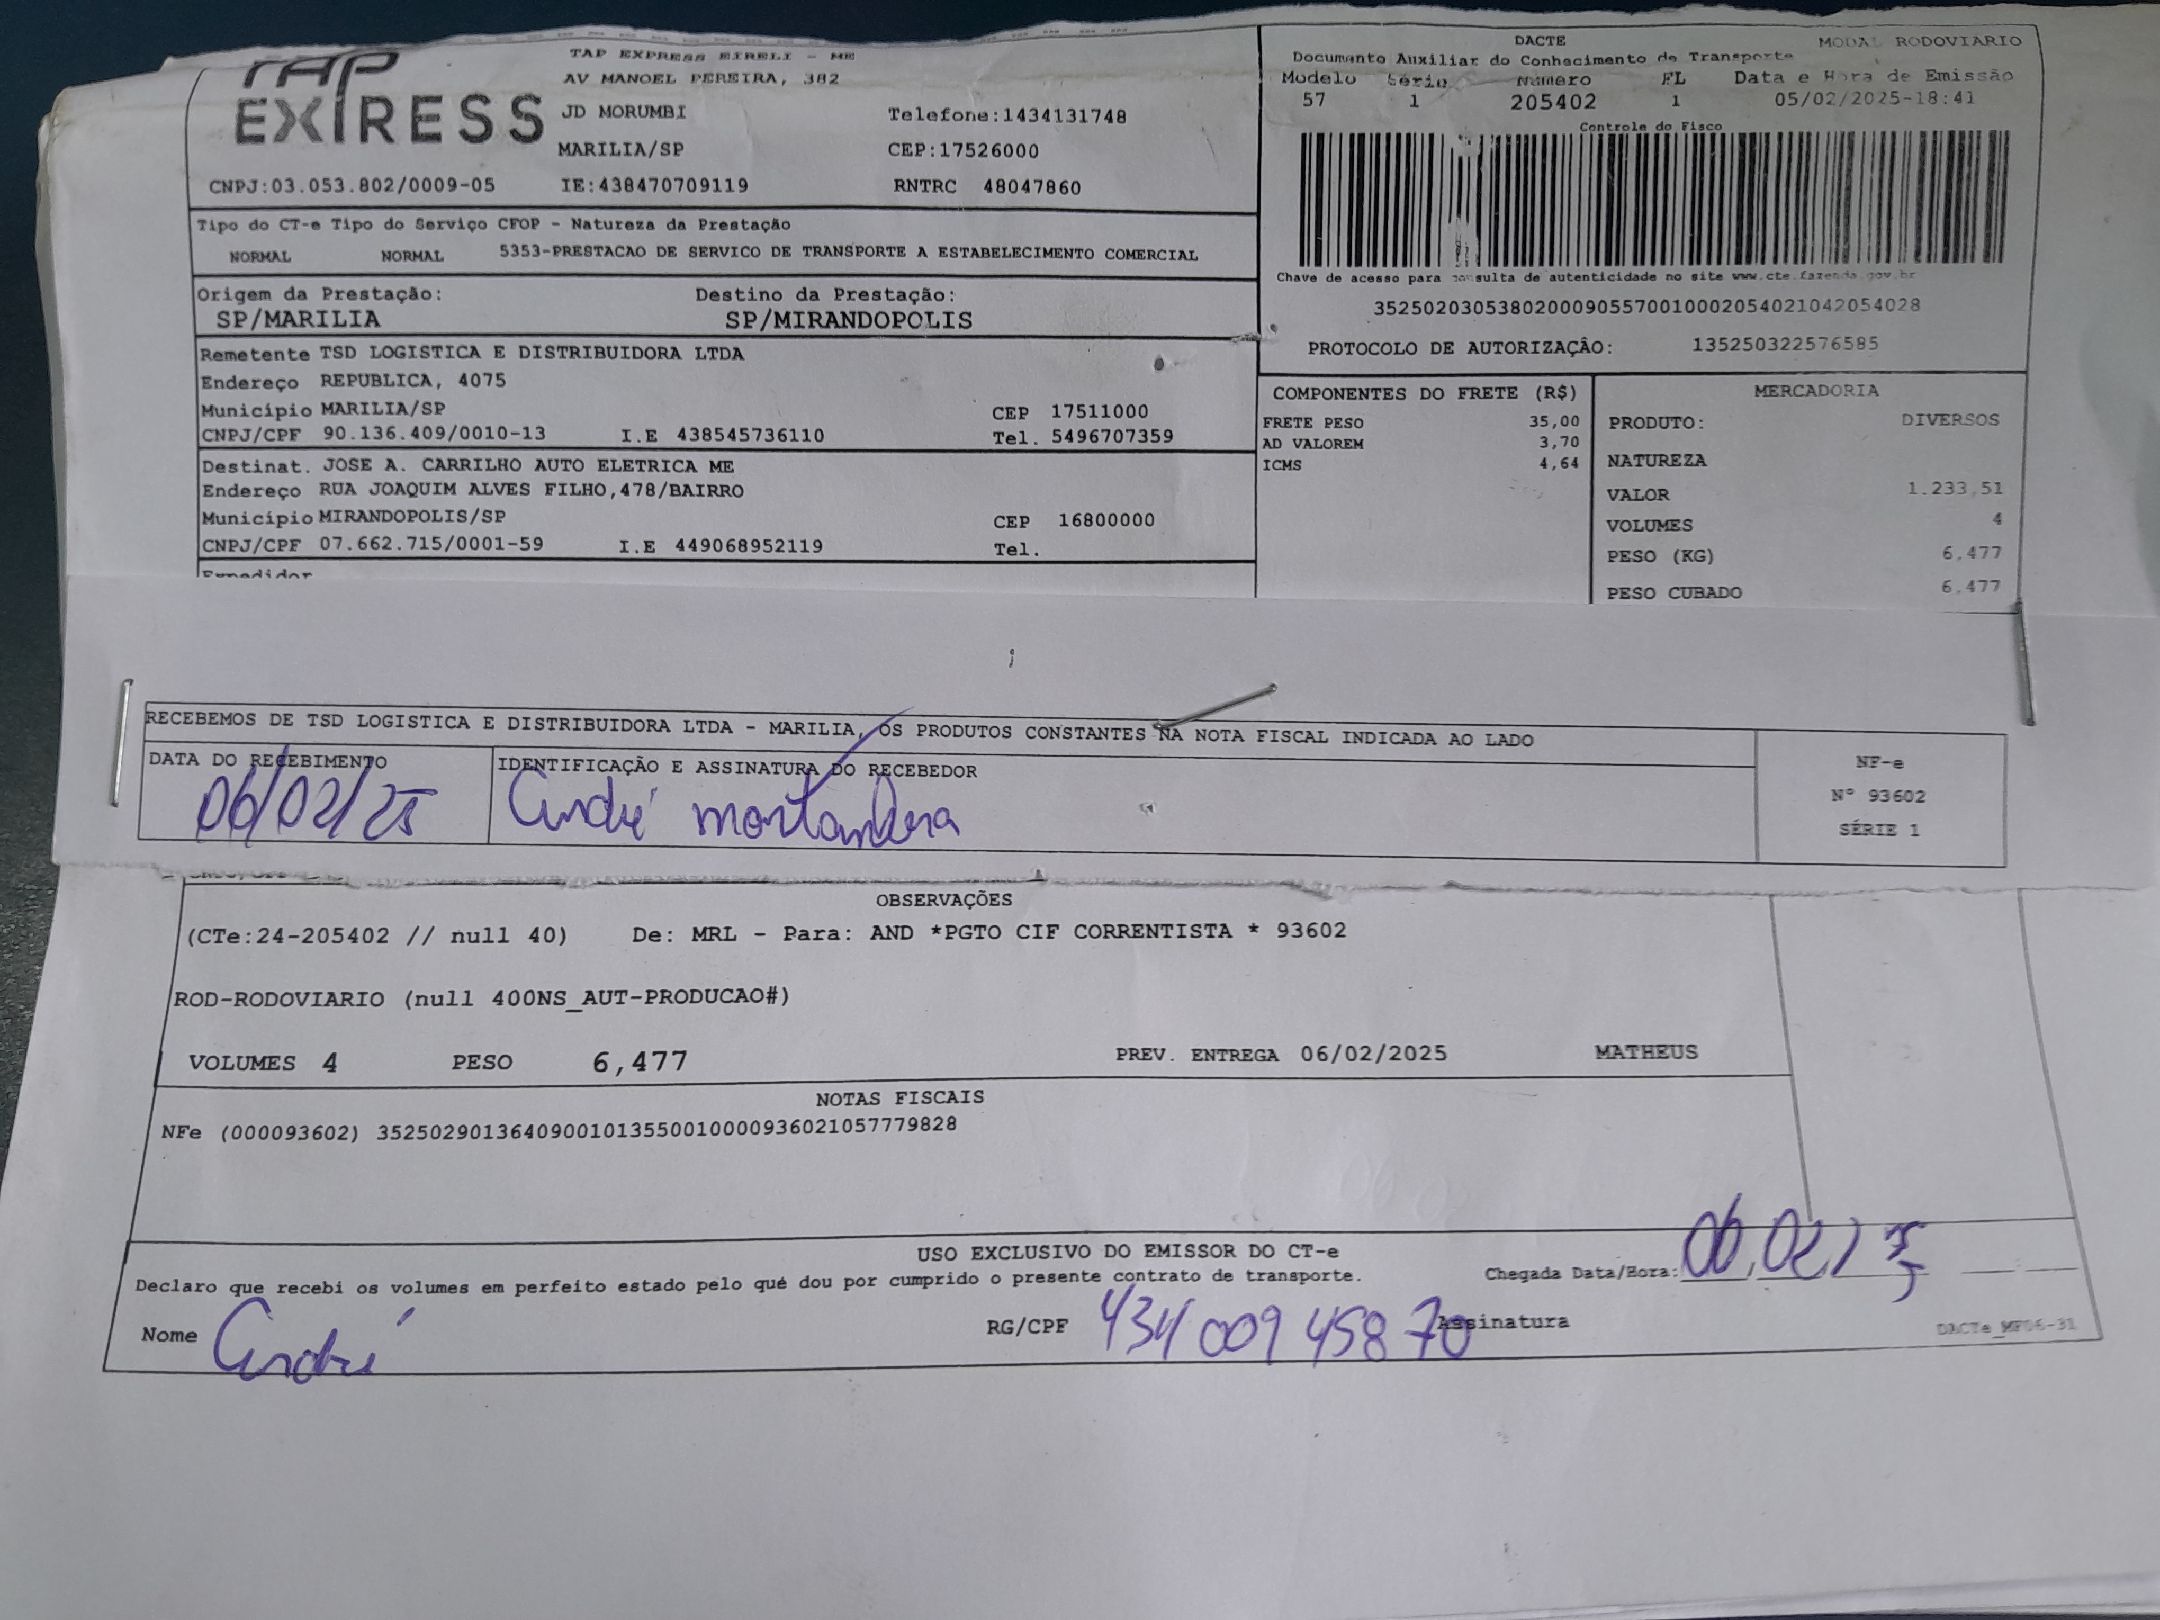 TAP EXPRESS
TAP EXPRESS EIRELI - ME
AV MANOEL PEREIRA, 382
JD MORUMBI
Telefone:1434131748
MARILIA/SP
CEP:17526000
CNPJ:03.053.802/0009-05 IE:438470709119 RNTRC 48047860
DACTE MODAL RODOVIARIO
Documento Auxiliar do Conhecimento de Transporte
Modelo Série Número FL Data e Hora de Emissão
57 1 205402 1 05/02/2025-18:41
Controle do Fisco
Chave de acesso para consulta de autenticidade no site www.cte.fazenda.gov.br
35250203053802000905570010002054021042054028
PROTOCOLO DE AUTORIZAÇÃO: 135250322576585
Tipo do CT-e Tipo do Serviço CFOP - Natureza da Prestação
NORMAL NORMAL 5353-PRESTACAO DE SERVICO DE TRANSPORTE A ESTABELECIMENTO COMERCIAL
Origem da Prestação: Destino da Prestação:
SP/MARILIA SP/MIRANDOPOLIS
Remetente TSD LOGISTICA E DISTRIBUIDORA LTDA
Endereço REPUBLICA, 4075
Município MARILIA/SP CEP 17511000
CNPJ/CPF 90.136.409/0010-13 I.E 438545736110 Tel. 5496707359
Destinat. JOSE A. CARRILHO AUTO ELETRICA ME
Endereço RUA JOAQUIM ALVES FILHO,478/BAIRRO
Município MIRANDOPOLIS/SP CEP 16800000
CNPJ/CPF 07.662.715/0001-59 I.E 449068952119 Tel.
Expedidor
COMPONENTES DO FRETE (R$)
FRETE PESO 35,00
AD VALOREM 3,70
ICMS 4,64
MERCADORIA
PRODUTO: DIVERSOS
NATUREZA
VALOR 1.233,51
VOLUMES 4
PESO (KG) 6,477
PESO CUBADO 6,477
RECEBEMOS DE TSD LOGISTICA E DISTRIBUIDORA LTDA - MARILIA, OS PRODUTOS CONSTANTES NA NOTA FISCAL INDICADA AO LADO
DATA DO RECEBIMENTO IDENTIFICAÇÃO E ASSINATURA DO RECEBEDOR
06/02/25 André
NF-e
N° 93602
SÉRIE 1
OBSERVAÇÕES
(CTe:24-205402 // null 40) De: MRL - Para: AND *PGTO CIF CORRENTISTA * 93602
ROD-RODOVIARIO (null 400NS_AUT-PRODUCAO#)
VOLUMES 4 PESO 6,477 PREV. ENTREGA 06/02/2025 MATHEUS
NOTAS FISCAIS
NFe (000093602) 35250290136409001013550010000936021057779828
USO EXCLUSIVO DO EMISSOR DO CT-e
Declaro que recebi os volumes em perfeito estado pelo qué dou por cumprido o presente contrato de transporte. Chegada Data/Hora: 06,02/25
Nome André RG/CPF 434 009 458 70 Assinatura
DACTe_MF06-31